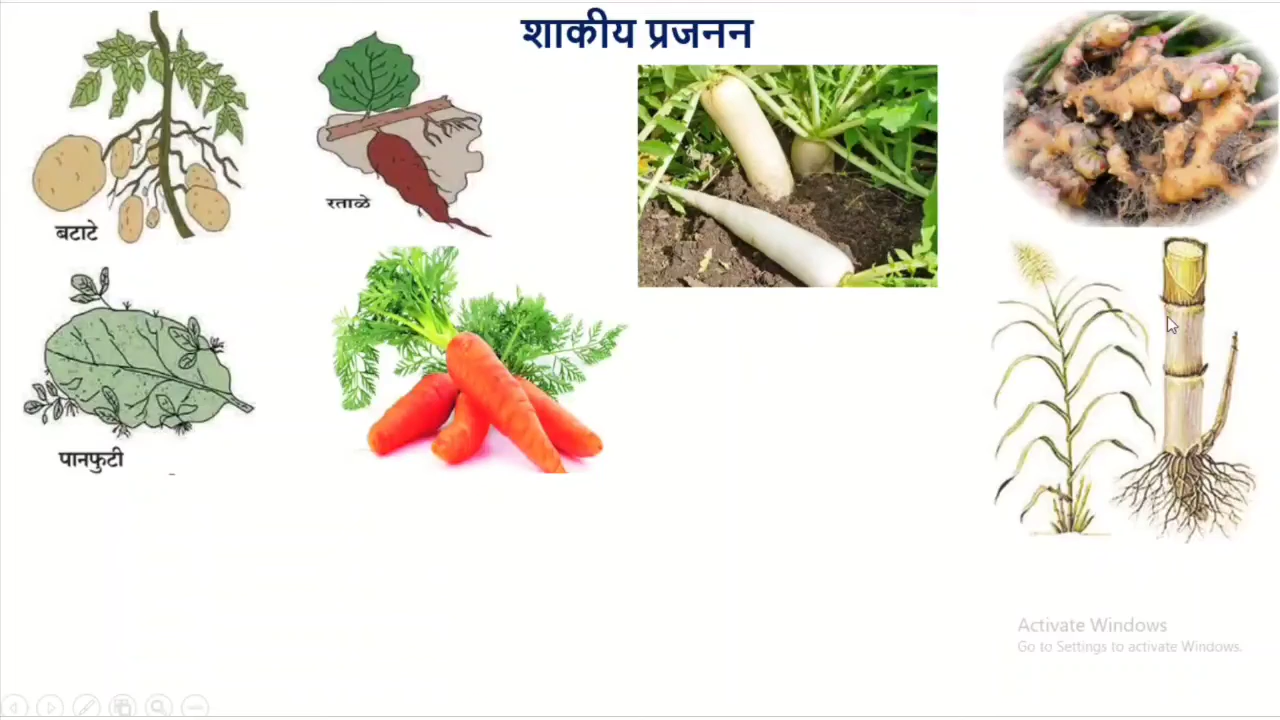 शाकीय प्रजनन
बटाटे
रताळे
पानफुटी
Activate Windows
Go to Settings to activate Windows.